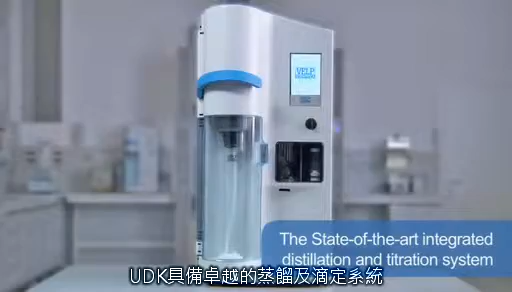 VELP
The State-of-the-art integrated
distillation and titration system
UDK具備卓越的蒸餾及滴定系統